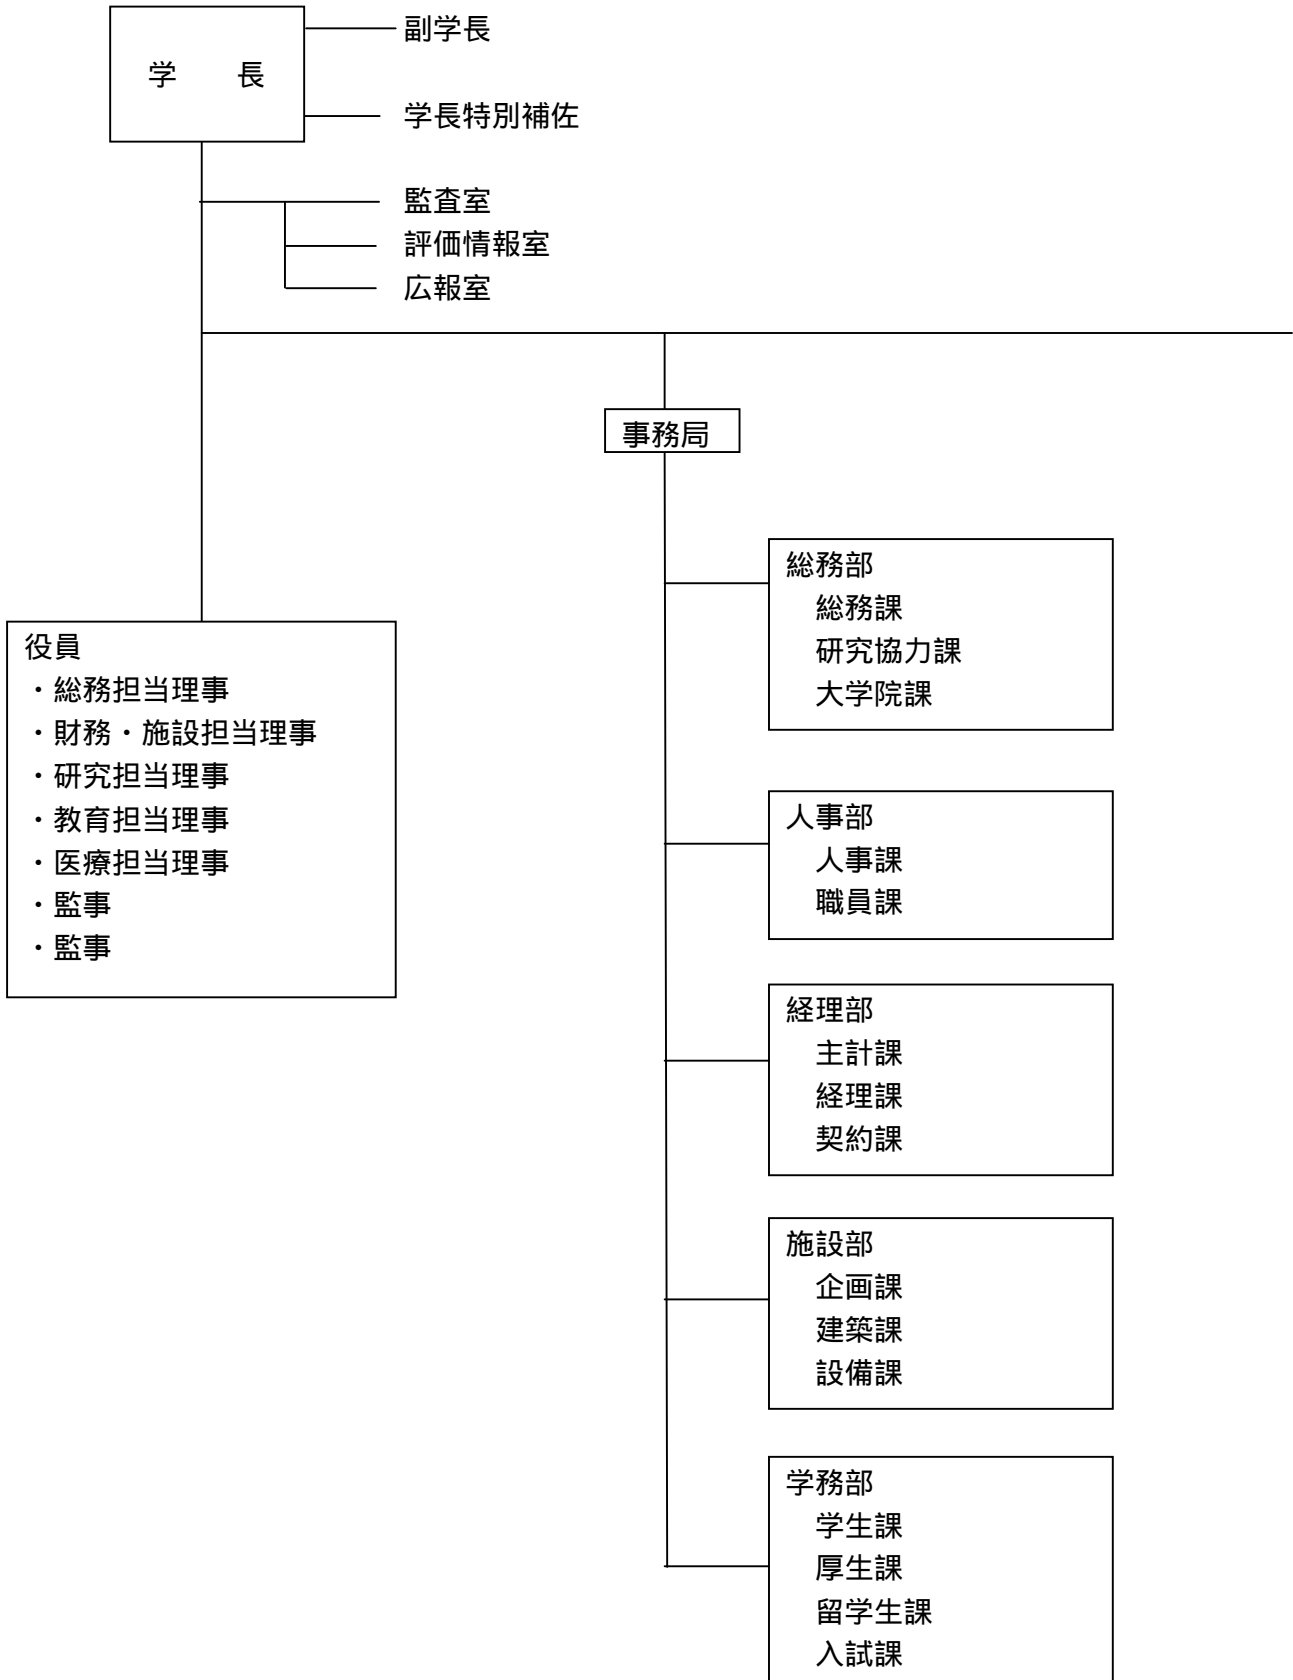 副学長
学　　長
学長特別補佐
監査室
評価情報室
広報室
事務局
役員
・総務担当理事
・財務・施設担当理事
・研究担当理事
・教育担当理事
・医療担当理事
・監事
・監事
総務部
総務課
研究協力課
大学院課
人事部
人事課
職員課
経理部
主計課
経理課
契約課
施設部
企画課
建築課
設備課
学務部
学生課
厚生課
留学生課
入試課